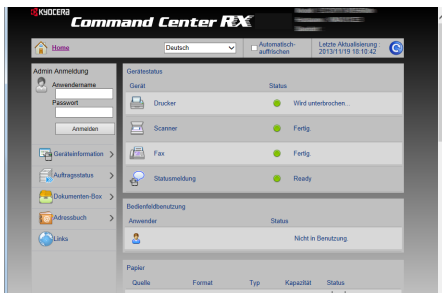 KYOCERA
Command Center RX
Home
Deutsch
Automatisch-
auffrischen
Letzte Aktualisierung :
2013/11/19 18:10:42
Admin Anmeldung
Anwendername
Passwort
Anmelden
Geräteinformation
Auftragsstatus
Dokumenten-Box
Adressbuch
Links
Gerätestatus
Gerät Status
Drucker Wird unterbrochen...
Scanner Fertig.
Fax Fertig.
Statusmeldung Ready
Bedienfeldbenutzung
Anwender Status
Nicht in Benutzung.
Papier
Quelle Format Typ Kapazität Status